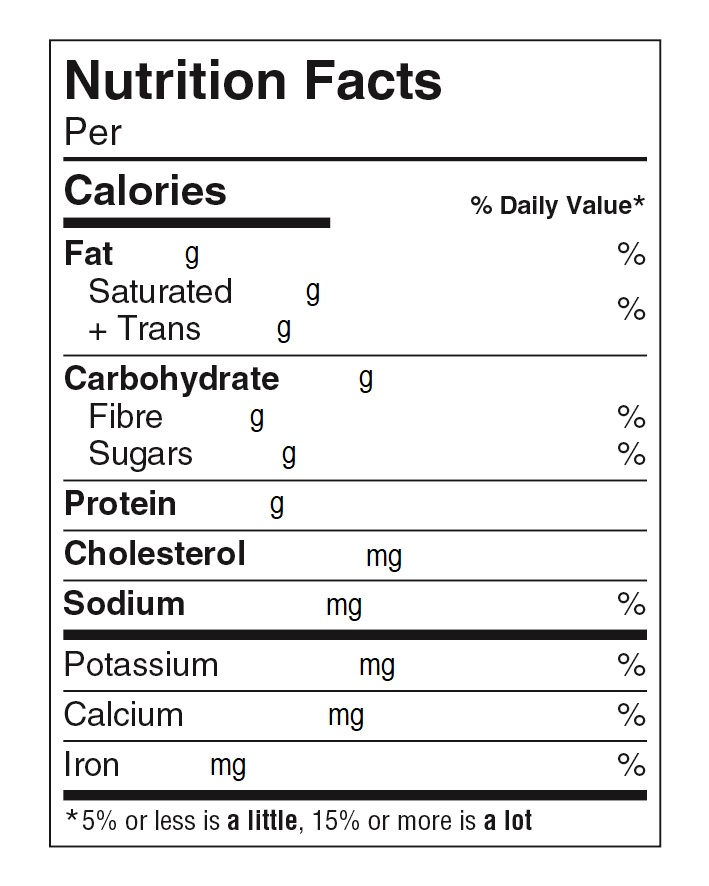 Nutrition Facts
Per
Calories
% Daily Value*
Fat g %
Saturated g
+ Trans g %
Carbohydrate g
Fibre g %
Sugars g %
Protein g
Cholesterol mg
Sodium mg %
Potassium mg %
Calcium mg %
Iron mg %
*5% or less is a little, 15% or more is a lot